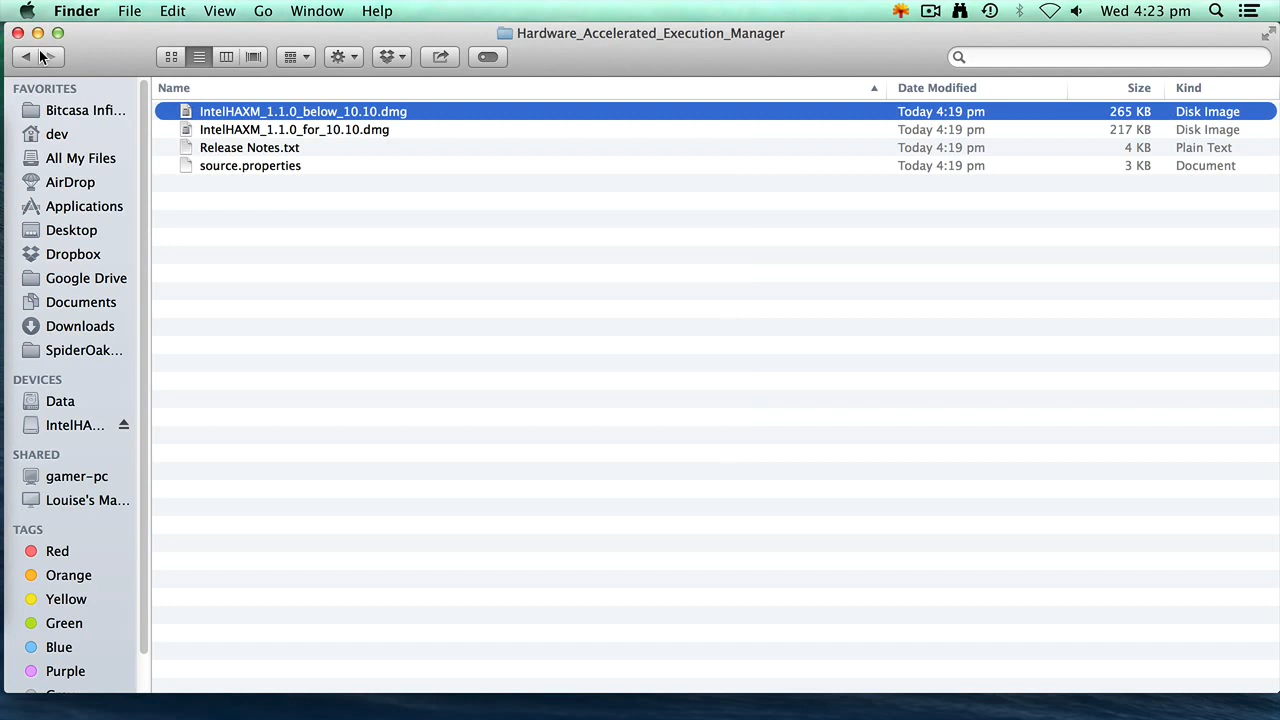 Finder File Edit View Go Window Help Wed 4:23 pm
Hardware_Accelerated_Execution_Manager
FAVORITES
Bitcasa Infi...
dev
All My Files
AirDrop
Applications
Desktop
Dropbox
Google Drive
Documents
Downloads
SpiderOak...
DEVICES
Data
IntelHA...
SHARED
gamer-pc
Louise's Ma...
TAGS
Red
Orange
Yellow
Green
Blue
Purple
Name Date Modified Size Kind
IntelHAXM_1.1.0_below_10.10.dmg Today 4:19 pm 265 KB Disk Image
IntelHAXM_1.1.0_for_10.10.dmg Today 4:19 pm 217 KB Disk Image
Release Notes.txt Today 4:19 pm 4 KB Plain Text
source.properties Today 4:19 pm 3 KB Document